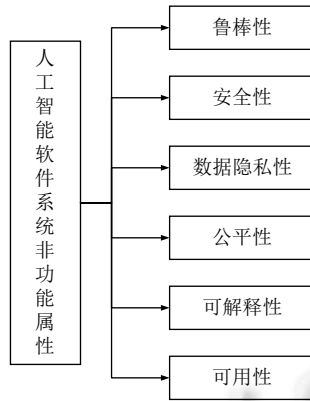 人工智能软件系统非功能属性
鲁棒性
安全性
数据隐私性
公平性
可解释性
可用性